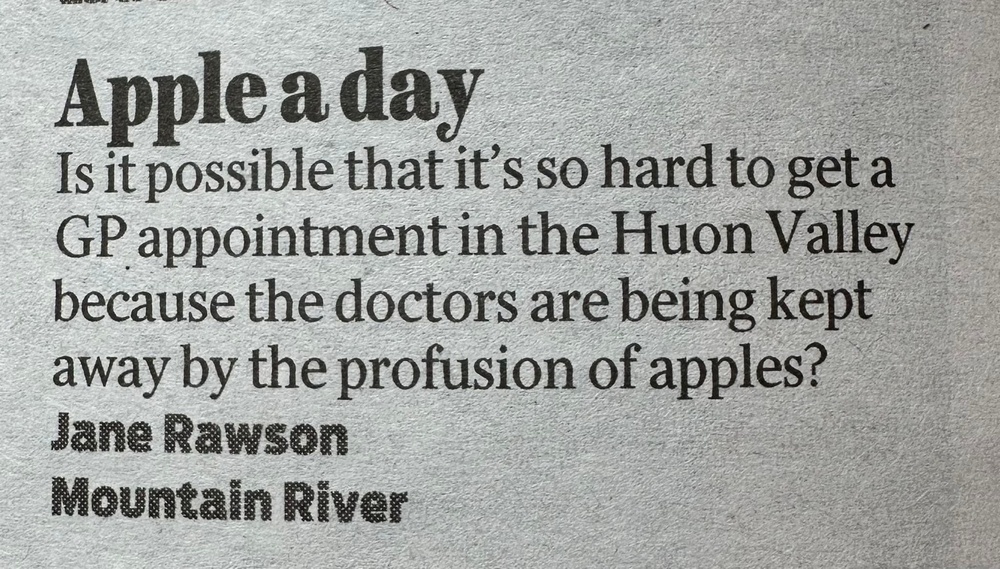 Apple a day
Is it possible that it's so hard to get a
GP appointment in the Huon Valley
because the doctors are being kept
away by the profusion of apples?
Jane Rawson
Mountain River